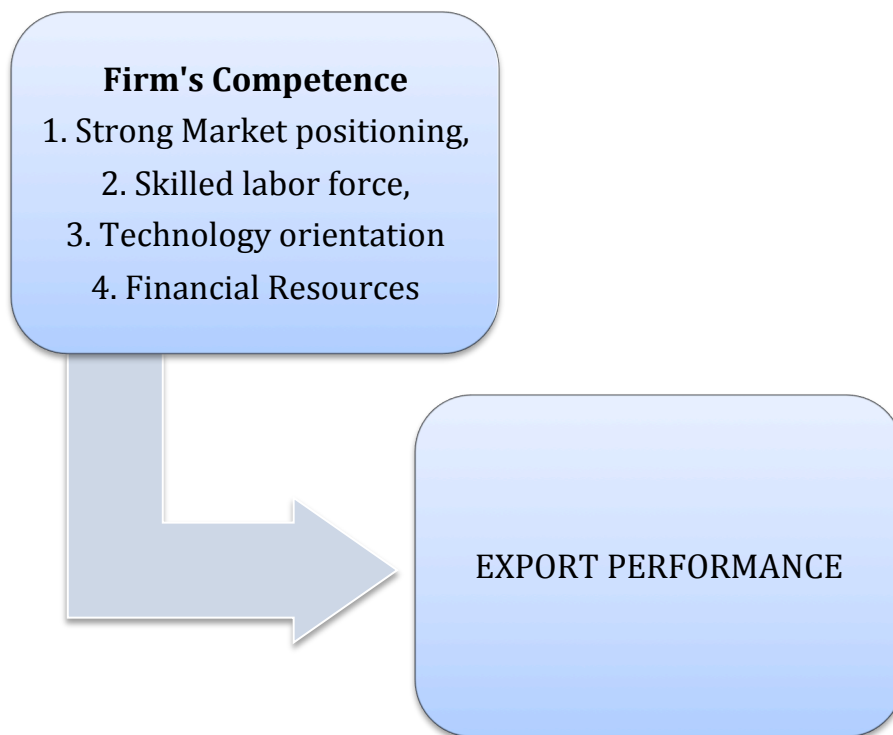 Firm's Competence
1. Strong Market positioning,
2. Skilled labor force,
3. Technology orientation
4. Financial Resources
EXPORT PERFORMANCE